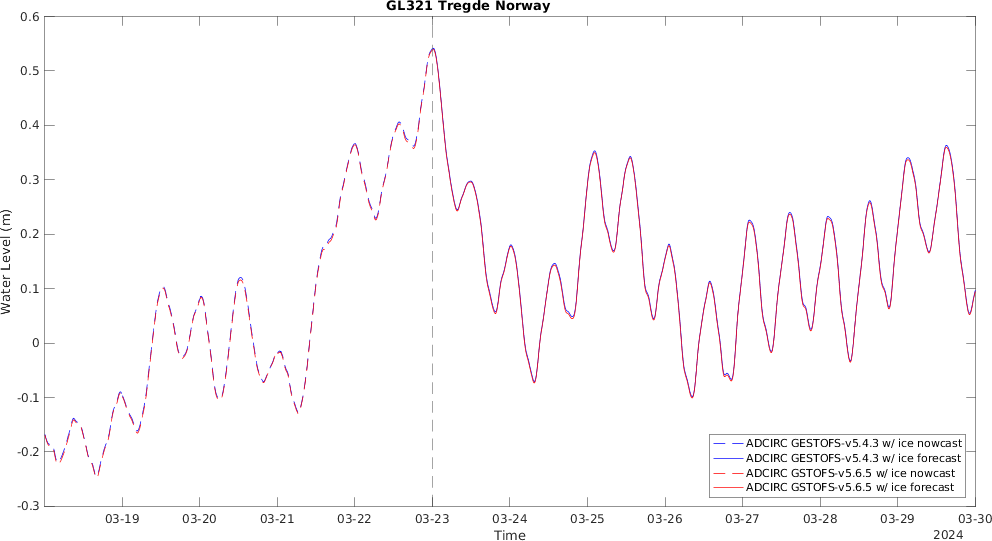 GL321 Tregde Norway
0.6
0.5
0.4
0.3
0.2
0.1
0
-0.1
-0.2
-0.3
Water Level (m)
03-19 03-20 03-21 03-22 03-23 03-24 03-25 03-26 03-27 03-28 03-29 03-30
Time
2024
ADCIRC GESTOFS-v5.4.3 w/ ice nowcast
ADCIRC GESTOFS-v5.4.3 w/ ice forecast
ADCIRC GSTOFS-v5.6.5 w/ ice nowcast
ADCIRC GSTOFS-v5.6.5 w/ ice forecast